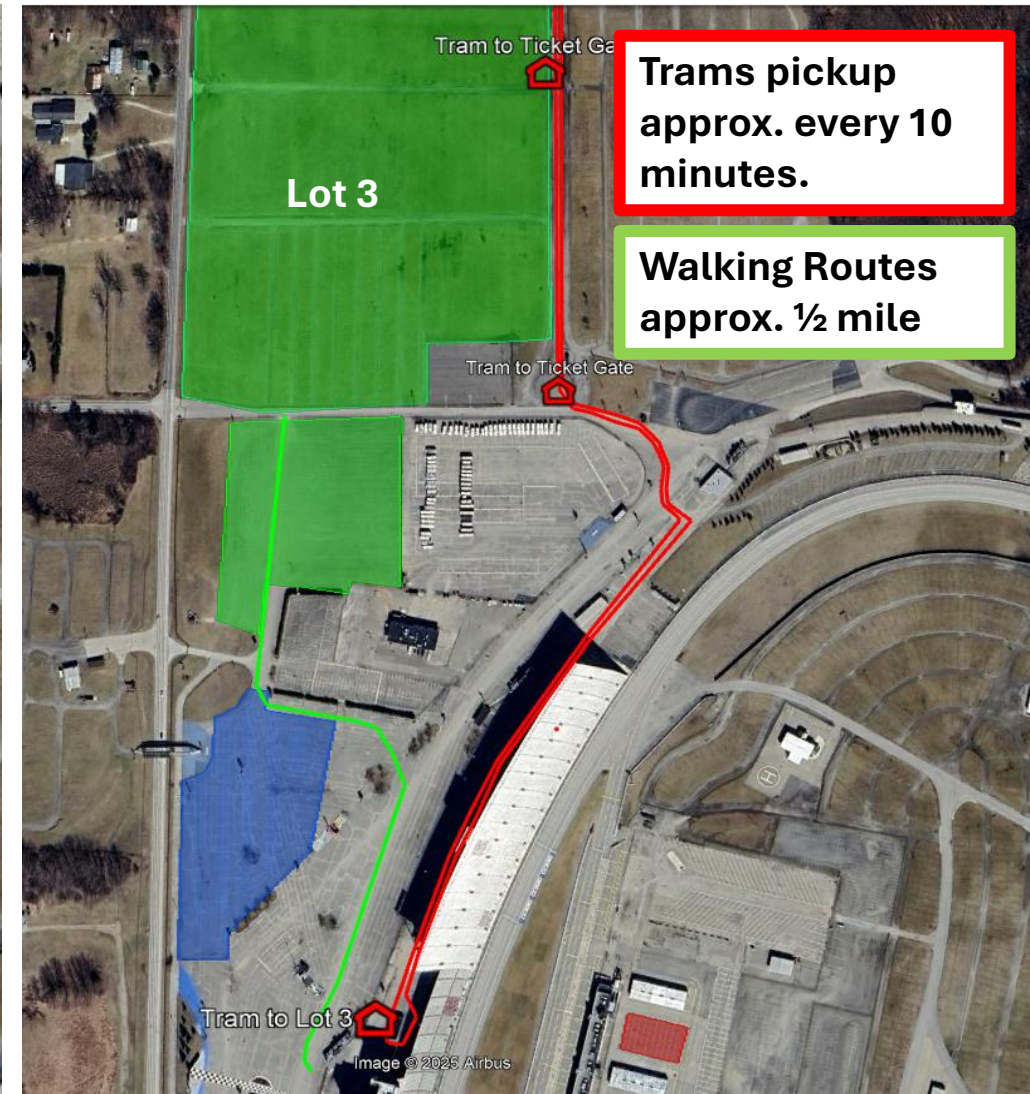 Tram to Ticket Ga
Trams pickup
approx. every 10
minutes.
Lot 3
Walking Routes
approx. ½ mile
Tram to Ticket Gate
H
Tram to Lot 3
Image © 2025 Airbus